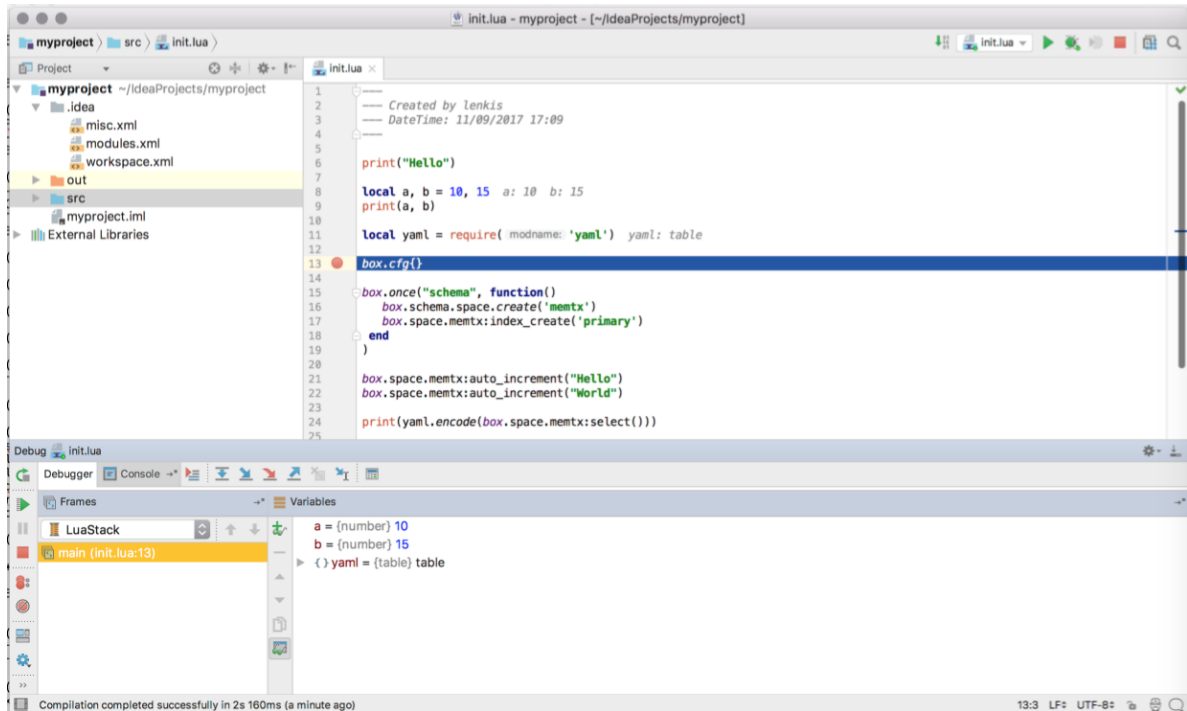 init.lua - myproject - [~/IdeaProjects/myproject]
myproject src init.lua
init.lua
Project
init.lua
myproject ~/IdeaProjects/myproject
.idea
misc.xml
modules.xml
workspace.xml
out
src
myproject.iml
External Libraries
1 ---
2 --- Created by lenkis
3 --- DateTime: 11/09/2017 17:09
4 ---
5
6 print("Hello")
7
8 local a, b = 10, 15 a: 10 b: 15
9 print(a, b)
10
11 local yaml = require( modname: 'yaml') yaml: table
12
13 box.cfg{}
14
15 box.once("schema", function()
16 box.schema.space.create('memtx')
17 box.space.memtx:index_create('primary')
18 end
19 )
20
21 box.space.memtx:auto_increment("Hello")
22 box.space.memtx:auto_increment("World")
23
24 print(yaml.encode(box.space.memtx:select()))
25
Debug init.lua
Debugger Console
Frames
Variables
LuaStack
main (init.lua:13)
a = {number} 10
b = {number} 15
{} yaml = {table} table
Compilation completed successfully in 2s 160ms (a minute ago)
13:3 LF UTF-8